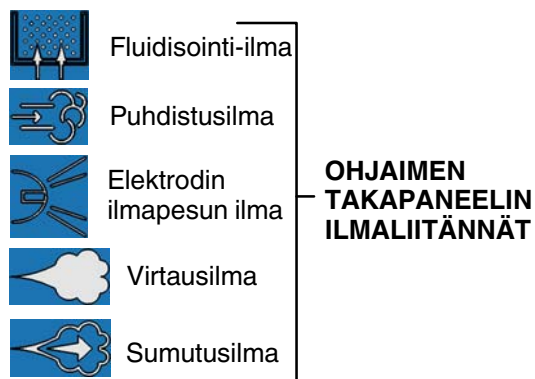 Fluidisointi-ilma
Puhdistusilma
Elektrodin
ilmapesun ilma
Virtausilma
Sumutusilma
OHJAIMEN
TAKAPANEELIN
ILMALIITÄNNÄT